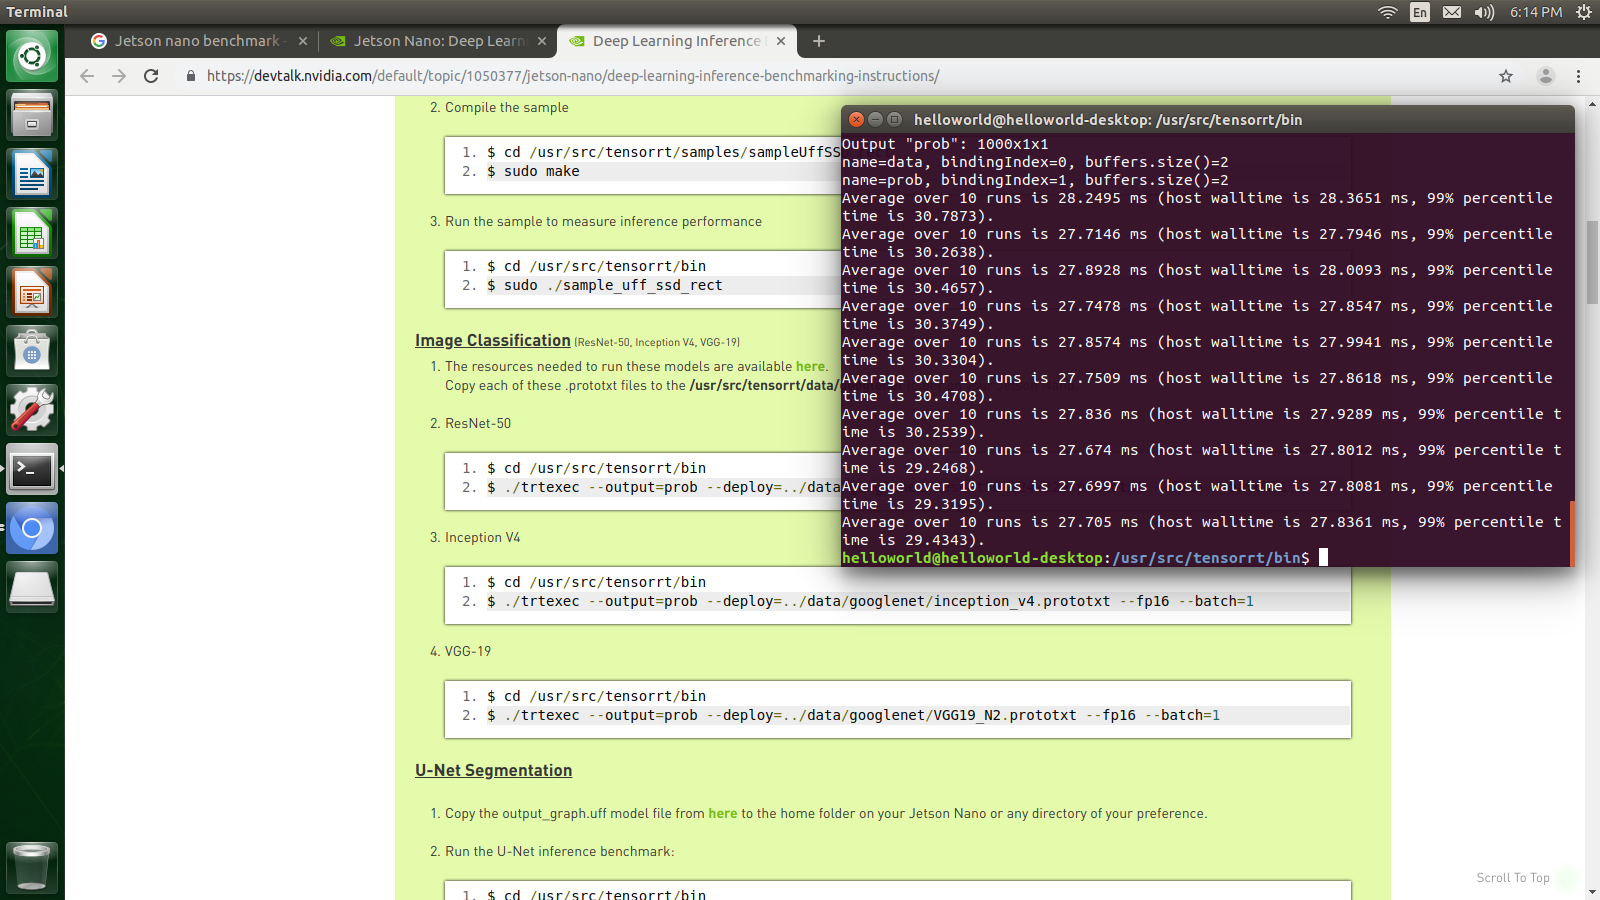 Terminal
En
6:14 PM
Jetson nano benchmark
Jetson Nano: Deep Learn
Deep Learning Inference
https://devtalk.nvidia.com/default/topic/1050377/jetson-nano/deep-learning-inference-benchmarking-instructions/
2. Compile the sample
1. $ cd /usr/src/tensorrt/samples/sampleUffSS
2. $ sudo make
3. Run the sample to measure inference performance
1. $ cd /usr/src/tensorrt/bin
2. $ sudo ./sample_uff_ssd_rect
Image Classification (ResNet-50, Inception V4, VGG-19)
1. The resources needed to run these models are available here.
Copy each of these .prototxt files to the /usr/src/tensorrt/data/
2. ResNet-50
1. $ cd /usr/src/tensorrt/bin
2. $ ./trtexec --output=prob --deploy=../data
3. Inception V4
1. $ cd /usr/src/tensorrt/bin
2. $ ./trtexec --output=prob --deploy=../data/googlenet/inception_v4.prototxt --fp16 --batch=1
4. VGG-19
1. $ cd /usr/src/tensorrt/bin
2. $ ./trtexec --output=prob --deploy=../data/googlenet/VGG19_N2.prototxt --fp16 --batch=1
U-Net Segmentation
1. Copy the output_graph.uff model file from here to the home folder on your Jetson Nano or any directory of your preference.
2. Run the U-Net inference benchmark:
1. $ cd /usr/src/tensorrt/bin
Scroll To Top
helloworld@helloworld-desktop: /usr/src/tensorrt/bin
Output "prob": 1000x1x1
name=data, bindingIndex=0, buffers.size()=2
name=prob, bindingIndex=1, buffers.size()=2
Average over 10 runs is 28.2495 ms (host walltime is 28.3651 ms, 99% percentile
time is 30.7873).
Average over 10 runs is 27.7146 ms (host walltime is 27.7946 ms, 99% percentile
time is 30.2638).
Average over 10 runs is 27.8928 ms (host walltime is 28.0093 ms, 99% percentile
time is 30.4657).
Average over 10 runs is 27.7478 ms (host walltime is 27.8547 ms, 99% percentile
time is 30.3749).
Average over 10 runs is 27.8574 ms (host walltime is 27.9941 ms, 99% percentile
time is 30.3304).
Average over 10 runs is 27.7509 ms (host walltime is 27.8618 ms, 99% percentile
time is 30.4708).
Average over 10 runs is 27.836 ms (host walltime is 27.9289 ms, 99% percentile t
ime is 30.2539).
Average over 10 runs is 27.674 ms (host walltime is 27.8012 ms, 99% percentile t
ime is 29.2468).
Average over 10 runs is 27.6997 ms (host walltime is 27.8081 ms, 99% percentile
time is 29.3195).
Average over 10 runs is 27.705 ms (host walltime is 27.8361 ms, 99% percentile t
ime is 29.4343).
helloworld@helloworld-desktop:/usr/src/tensorrt/bin$